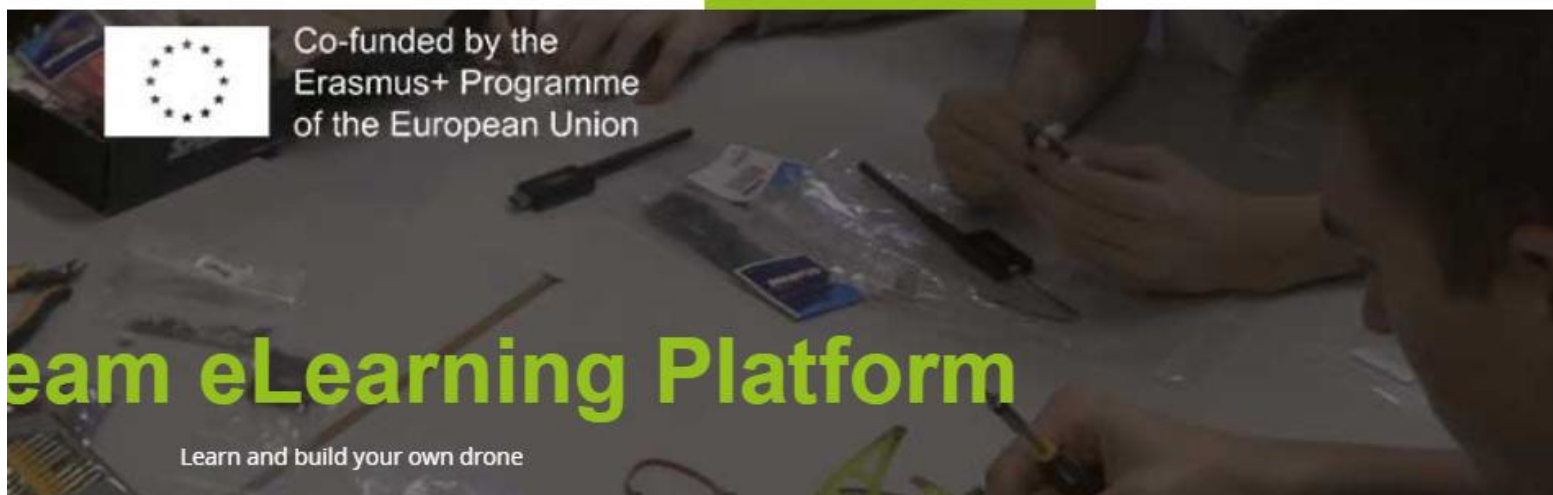 Co-funded by the
Erasmus+ Programme
of the European Union
eam eLearning Platform
Learn and build your own drone